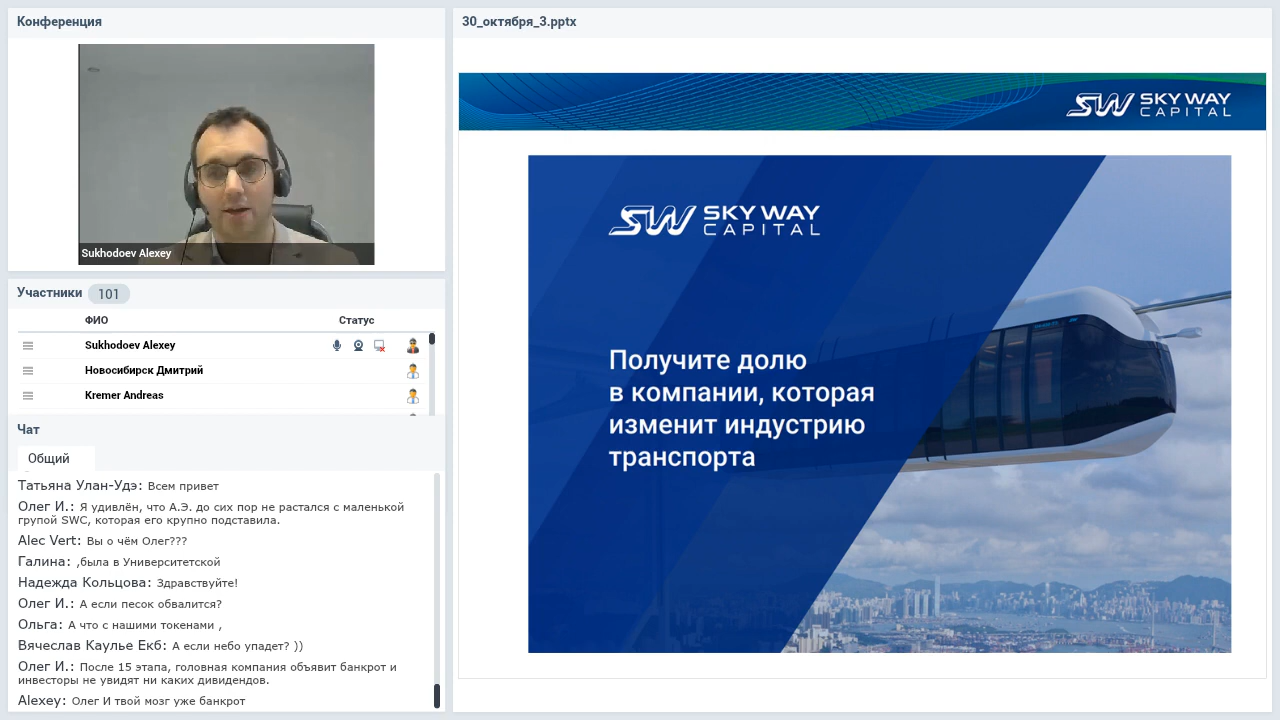 Конференция
Sukhodoev Alexey
Участники 101
ФИО Статус
Sukhodoev Alexey
Новосибирск Дмитрий
Kremer Andreas
Чат
Общий
Татьяна Улан-Удэ: Всем привет
Олег И.: Я удивлён, что А.Э. до сих пор не растался с маленькой
групой SWC, которая его крупно подставила.
Alec Vert: Вы о чём Олег???
Галина: ,была в Университетской
Надежда Кольцова: Здравствуйте!
Олег И.: А если песок обвалится?
Ольга: А что с нашими токенами ,
Вячеслав Каулье Екб: А если небо упадет? ))
Олег И.: После 15 этапа, головная компания объявит банкрот и
инвесторы не увидят ни каких дивидендов.
Alexey: Олег И твой мозг уже банкрот
30_октября_3.pptx
SW SKY WAY
CAPITAL
SW SKY WAY
CAPITAL
Получите долю
в компании, которая
изменит индустрию
транспорта